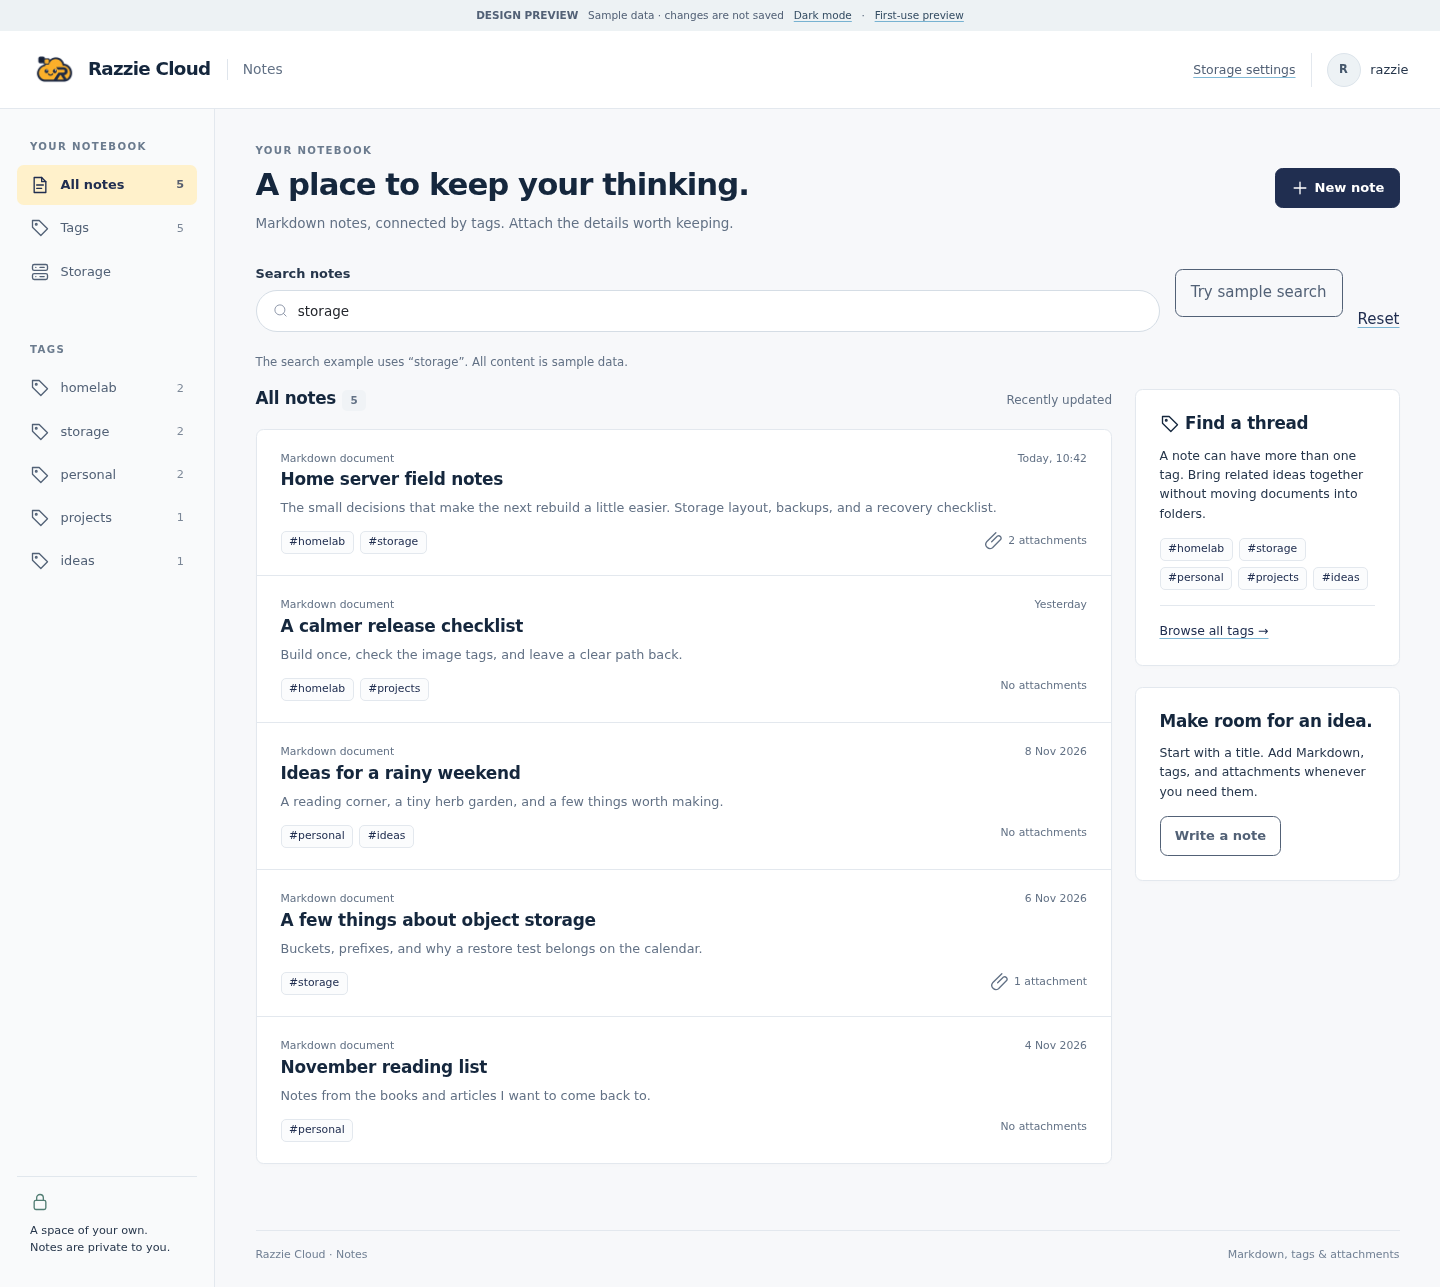 DESIGN PREVIEW Sample data · changes are not saved Dark mode · First-use preview
Razzie Cloud Notes
Storage settings R razzie
YOUR NOTEBOOK
All notes 5
Tags 5
Storage
TAGS
homelab 2
storage 2
personal 2
projects 1
ideas 1
A space of your own.
Notes are private to you.
YOUR NOTEBOOK
A place to keep your thinking.
Markdown notes, connected by tags. Attach the details worth keeping.
New note
Search notes
storage
Try sample search
Reset
The search example uses “storage”. All content is sample data.
All notes 5
Recently updated
Markdown document Today, 10:42
Home server field notes
The small decisions that make the next rebuild a little easier. Storage layout, backups, and a recovery checklist.
#homelab #storage 2 attachments
Markdown document Yesterday
A calmer release checklist
Build once, check the image tags, and leave a clear path back.
#homelab #projects No attachments
Markdown document 8 Nov 2026
Ideas for a rainy weekend
A reading corner, a tiny herb garden, and a few things worth making.
#personal #ideas No attachments
Markdown document 6 Nov 2026
A few things about object storage
Buckets, prefixes, and why a restore test belongs on the calendar.
#storage 1 attachment
Markdown document 4 Nov 2026
November reading list
Notes from the books and articles I want to come back to.
#personal No attachments
Find a thread
A note can have more than one
tag. Bring related ideas together
without moving documents into
folders.
#homelab #storage
#personal #projects #ideas
Browse all tags →
Make room for an idea.
Start with a title. Add Markdown,
tags, and attachments whenever
you need them.
Write a note
Razzie Cloud · Notes
Markdown, tags & attachments